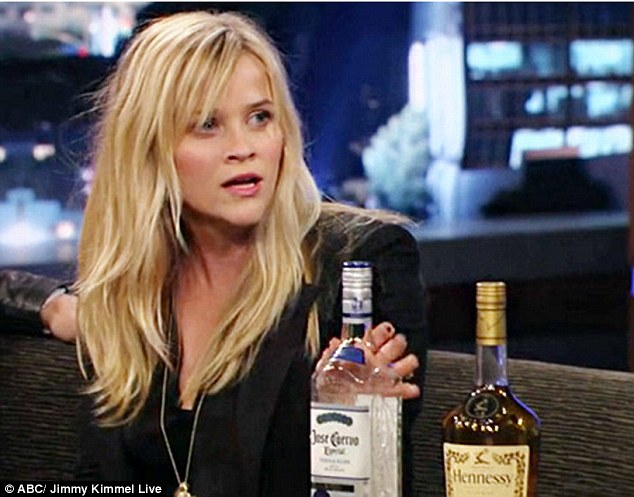 Jose Cuervo
Especial
Hennessy
© ABC/ Jimmy Kimmel Live